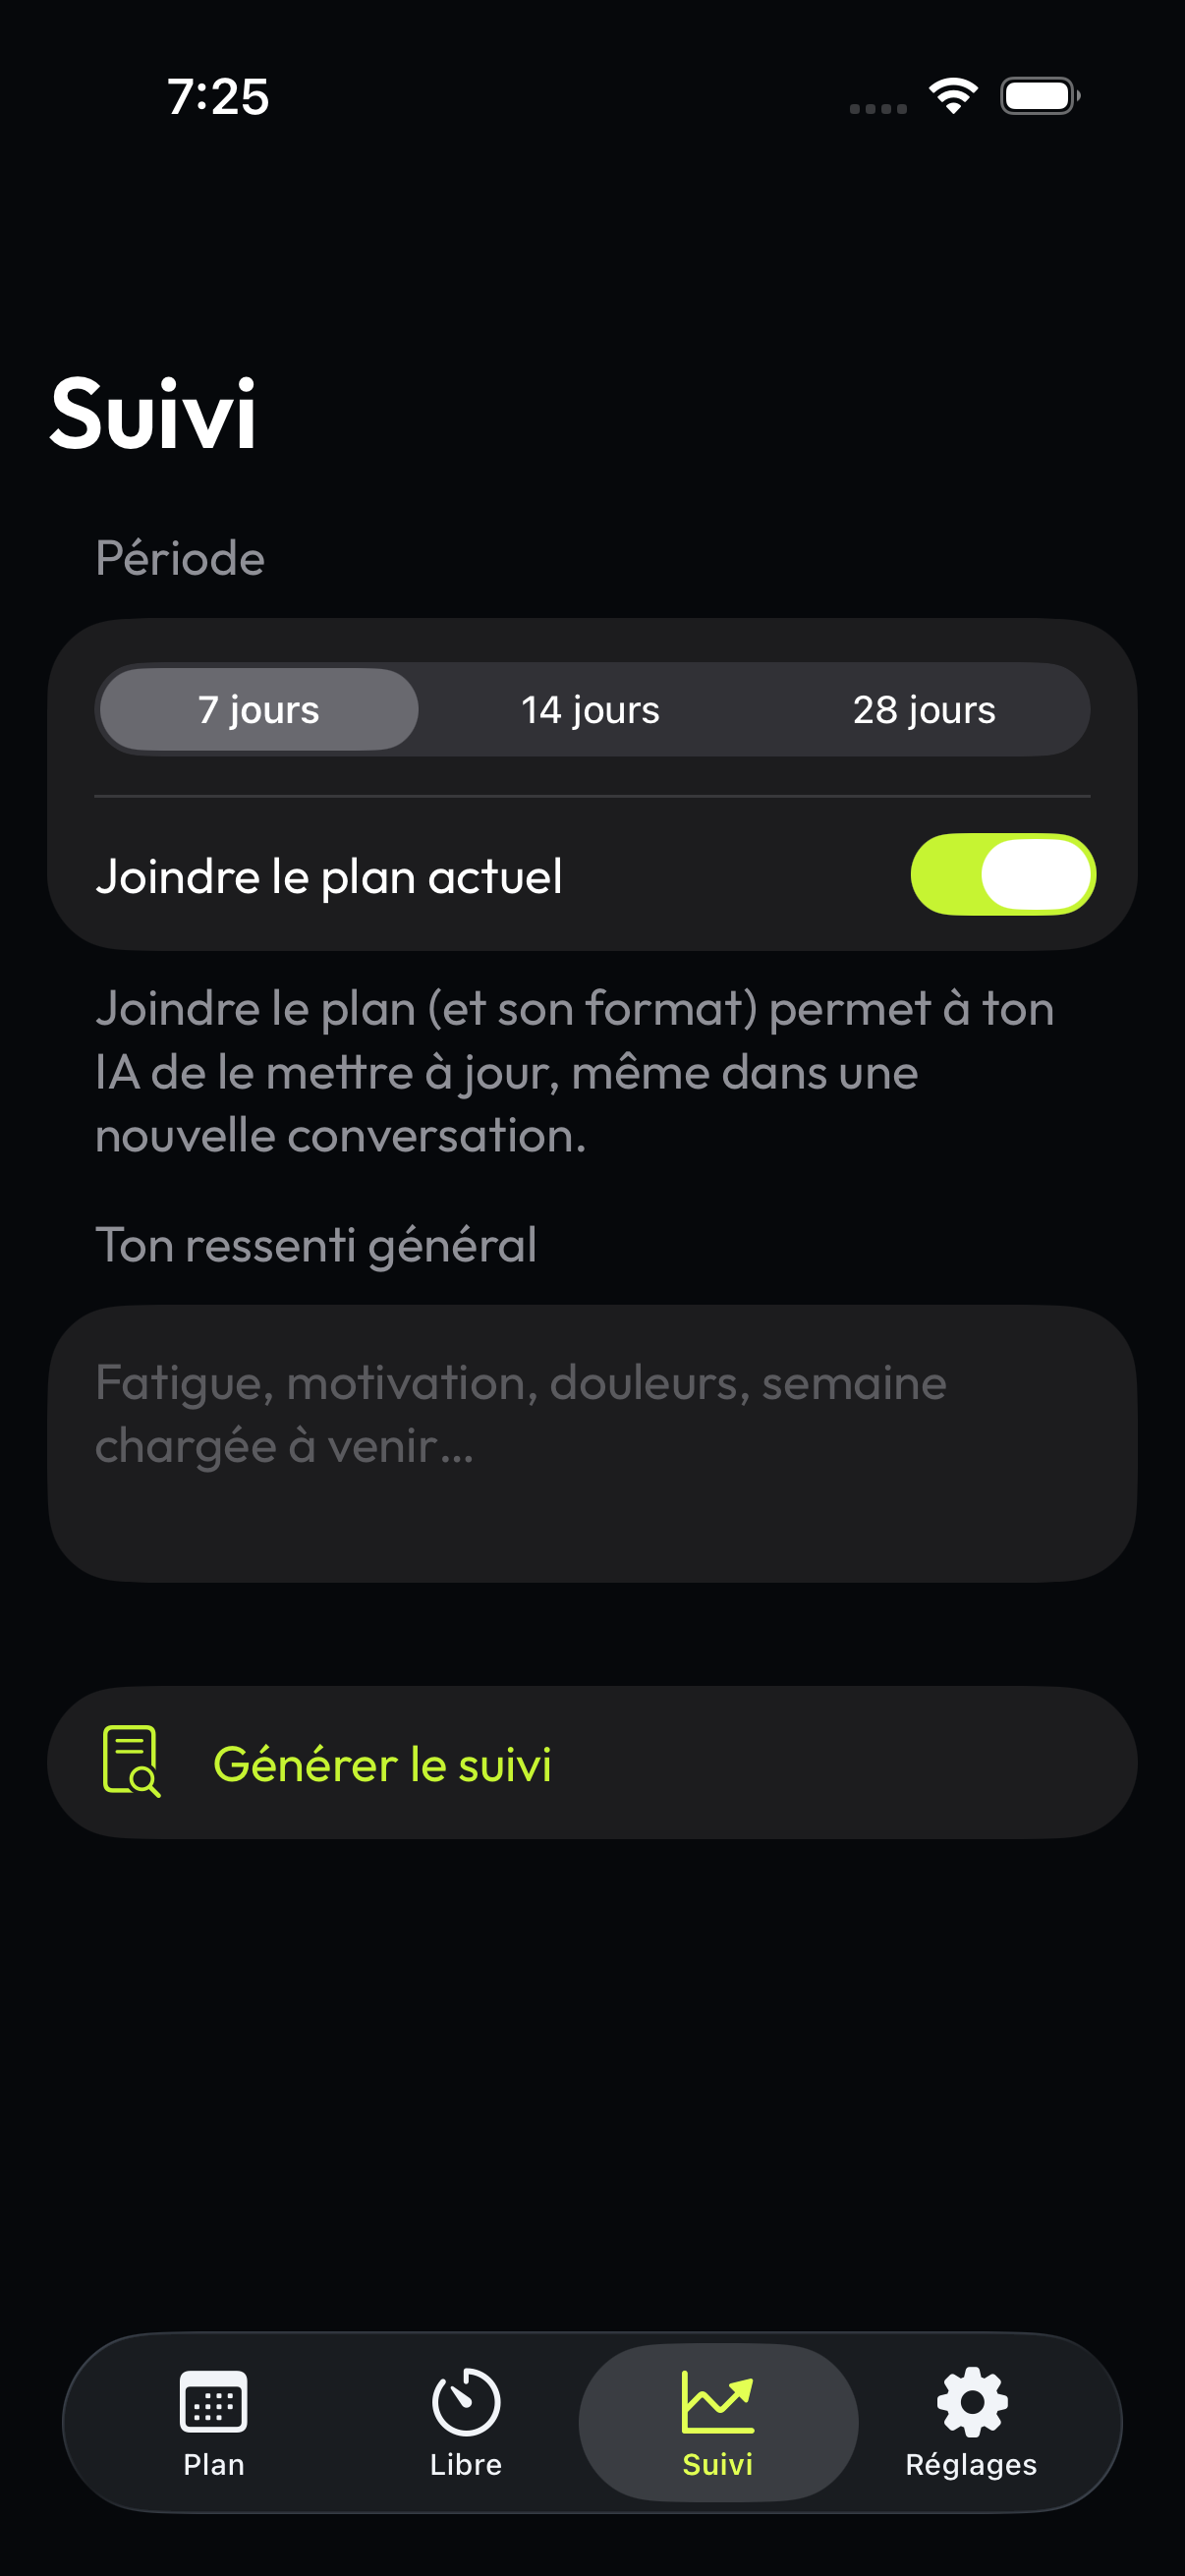 7:25
Suivi
Période
7 jours
14 jours
28 jours
Joindre le plan actuel
Joindre le plan (et son format) permet à ton
IA de le mettre à jour, même dans une
nouvelle conversation.
Ton ressenti général
Fatigue, motivation, douleurs, semaine
chargée à venir...
Générer le suivi
Plan
Libre
Suivi
Réglages